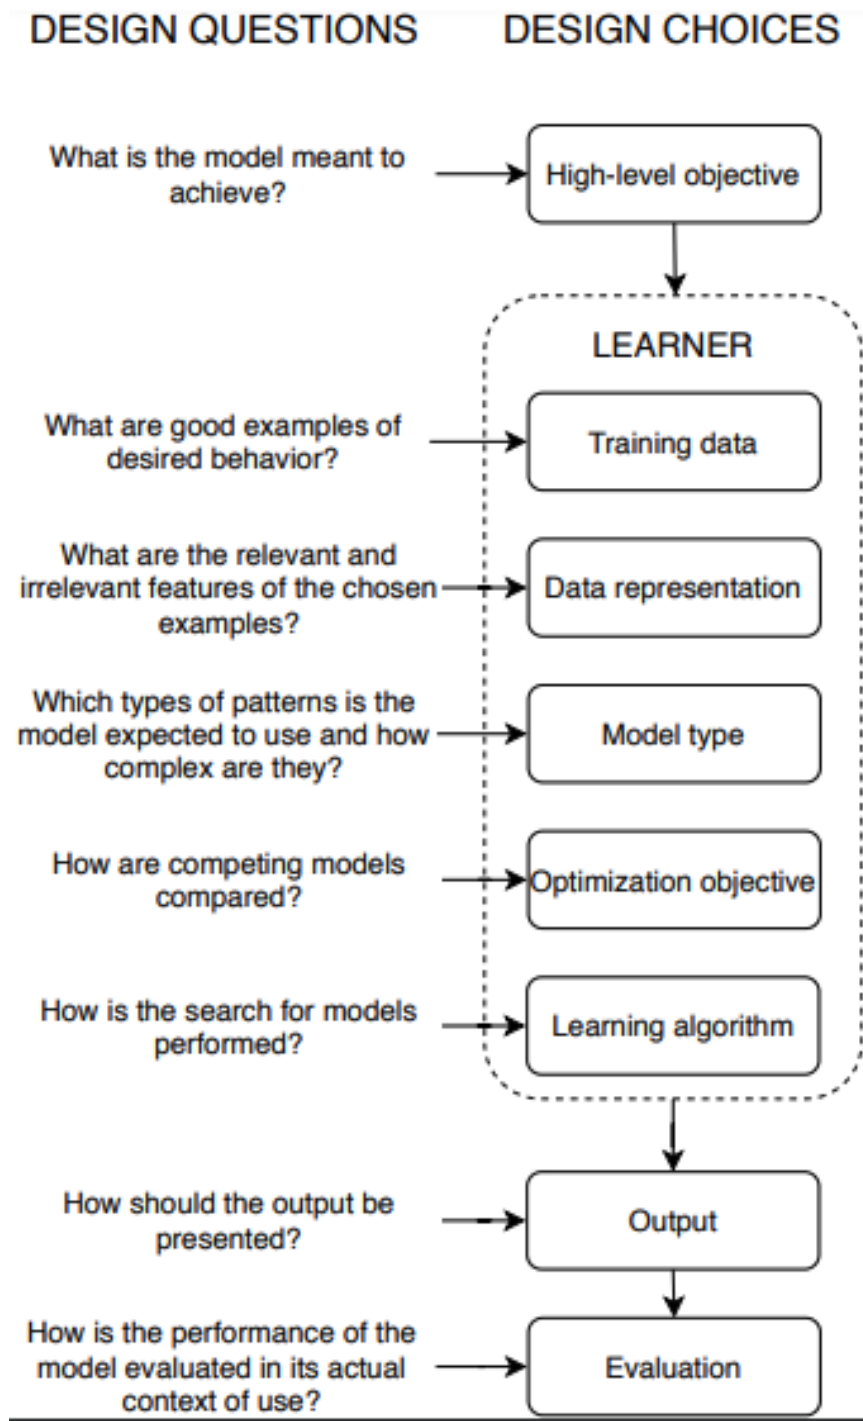 DESIGN QUESTIONS DESIGN CHOICES
What is the model meant to
achieve?
High-level objective
LEARNER
What are good examples of
desired behavior?
Training data
What are the relevant and
irrelevant features of the chosen
examples?
Data representation
Which types of patterns is the
model expected to use and how
complex are they?
Model type
How are competing models
compared?
Optimization objective
How is the search for models
performed?
Learning algorithm
How should the output be
presented?
Output
How is the performance of the
model evaluated in its actual
context of use?
Evaluation